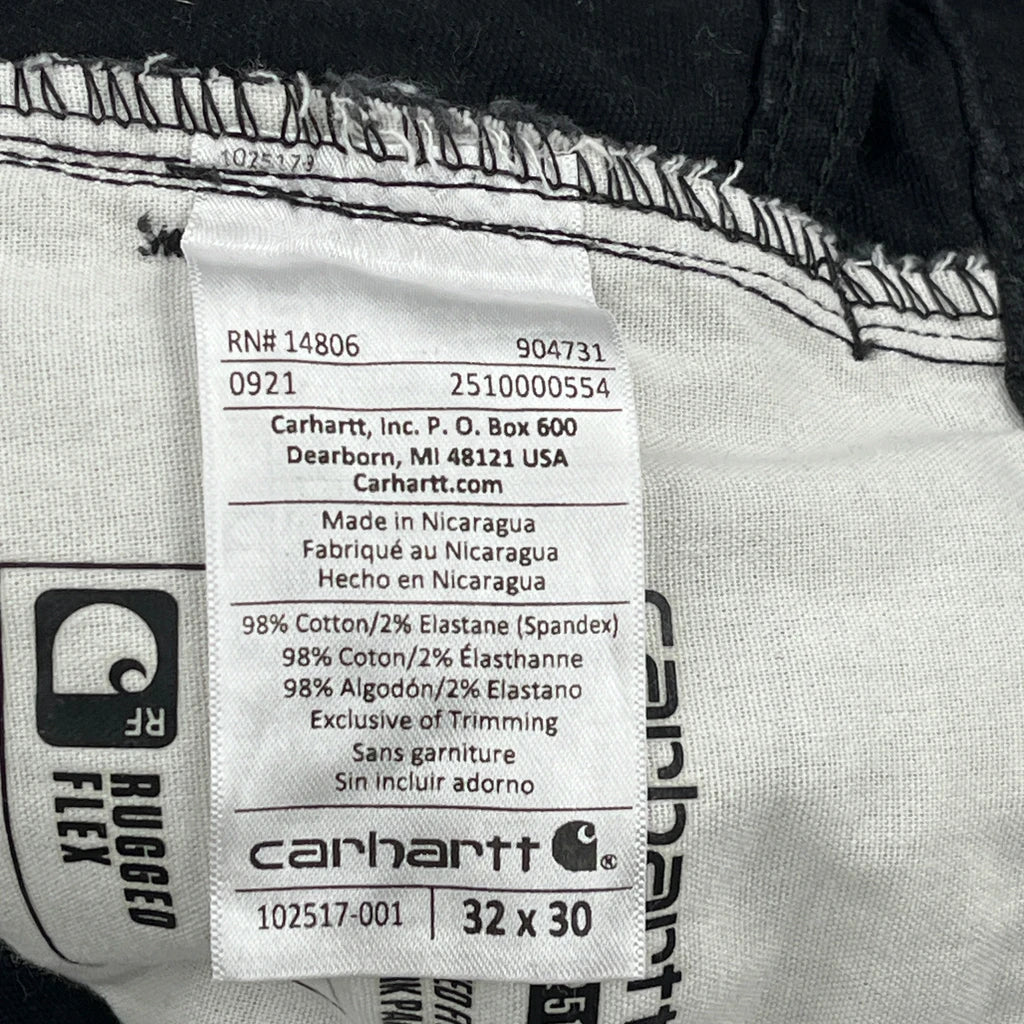 RN# 14806 904731
0921 2510000554
Carhartt, Inc. P. O. Box 600
Dearborn, MI 48121 USA
Carhartt.com
Made in Nicaragua
Fabriqué au Nicaragua
Hecho en Nicaragua
98% Cotton/2% Elastane (Spandex)
98% Coton/2% Élasthanne
98% Algodón/2% Elastano
Exclusive of Trimming
Sans garniture
Sin incluir adorno
carhartt ®
102517-001 | 32 x 30
RF
RUGGED
FLEX
carhartt